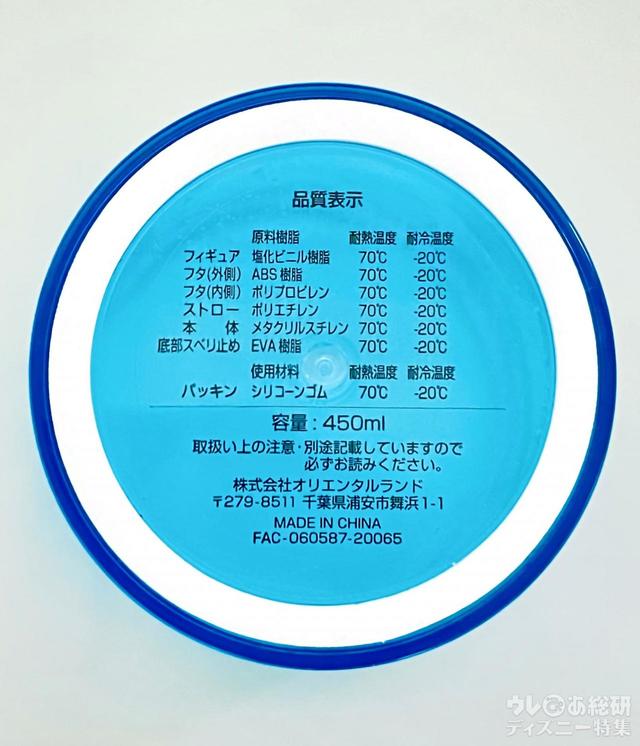 品質表示
原料樹脂 耐熱温度 耐冷温度
フィギュア 塩化ビニル樹脂 70℃ -20℃
フタ(外側) ABS樹脂 70℃ -20℃
フタ(内側) ポリプロピレン 70℃ -20℃
ストロー ポリエチレン 70℃ -20℃
本体 メタクリルスチレン 70℃ -20℃
底部スベリ止め EVA樹脂 70℃ -20℃
使用材料 耐熱温度 耐冷温度
パッキン シリコーンゴム 70℃ -20℃
容量：450ml
取扱い上の注意・別途記載していますので
必ずお読みください。
株式会社オリエンタルランド
〒279-8511 千葉県浦安市舞浜1-1
MADE IN CHINA
FAC-060587-20065
ウレぴあ総研
ディズニー特集